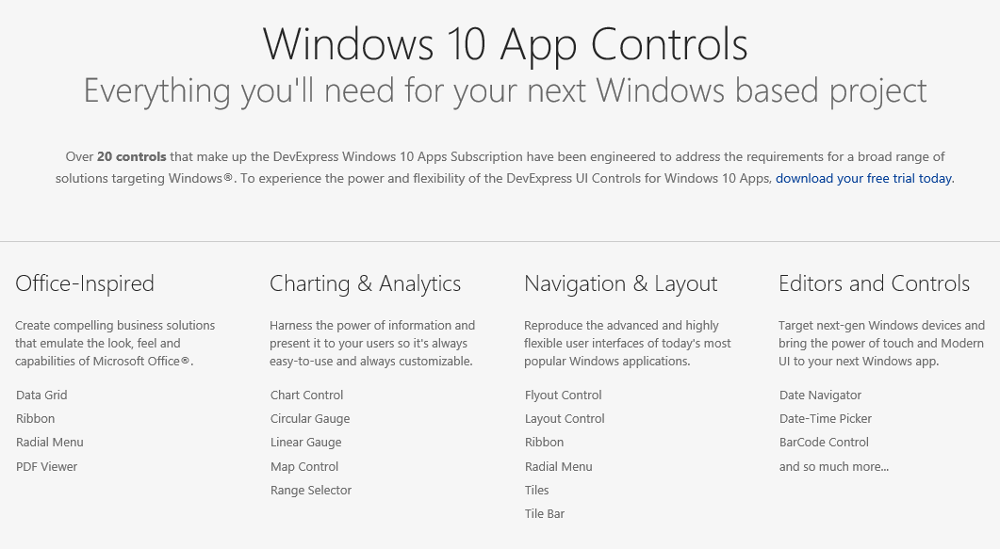 Windows 10 App Controls
Everything you'll need for your next Windows based project
Over 20 controls that make up the DevExpress Windows 10 Apps Subscription have been engineered to address the requirements for a broad range of
solutions targeting Windows®. To experience the power and flexibility of the DevExpress UI Controls for Windows 10 Apps, download your free trial today.
Office-Inspired
Create compelling business solutions
that emulate the look, feel and
capabilities of Microsoft Office®.
Data Grid
Ribbon
Radial Menu
PDF Viewer
Charting & Analytics
Harness the power of information and
present it to your users so it's always
easy-to-use and always customizable.
Chart Control
Circular Gauge
Linear Gauge
Map Control
Range Selector
Navigation & Layout
Reproduce the advanced and highly
flexible user interfaces of today's most
popular Windows applications.
Flyout Control
Layout Control
Ribbon
Radial Menu
Tiles
Tile Bar
Editors and Controls
Target next-gen Windows devices and
bring the power of touch and Modern
UI to your next Windows app.
Date Navigator
Date-Time Picker
BarCode Control
and so much more...